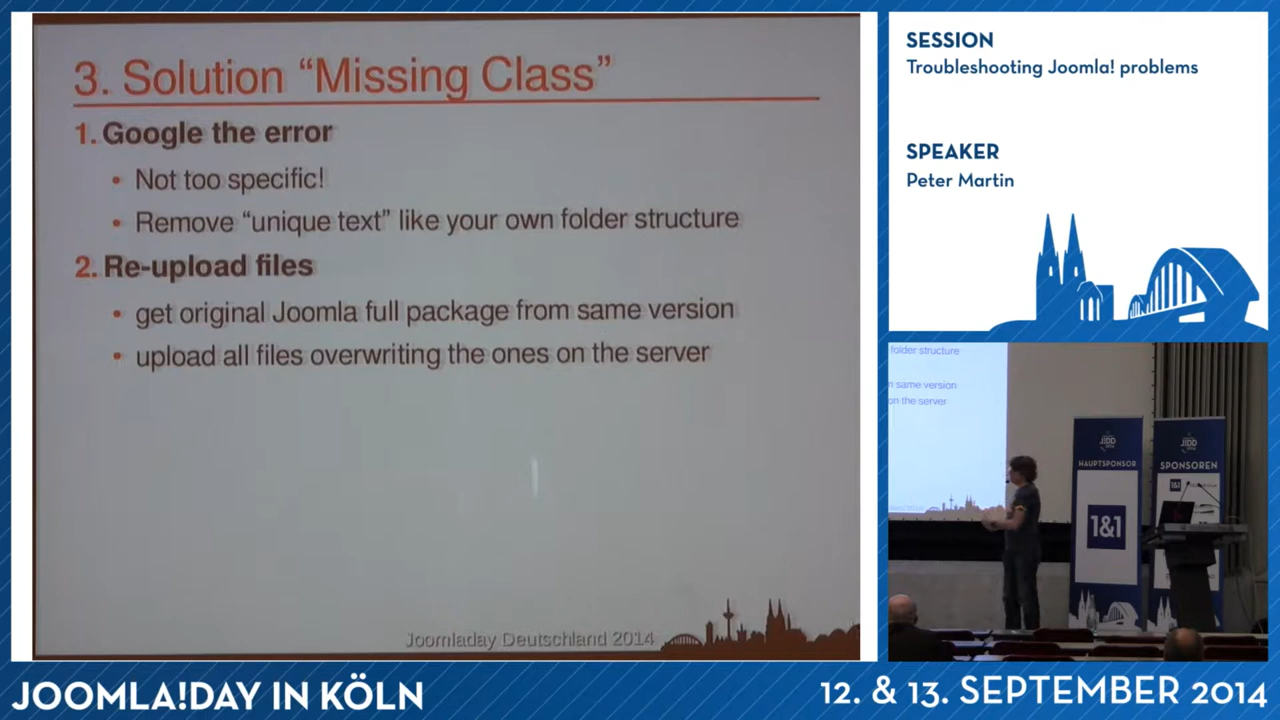 3. Solution “Missing Class”
1. Google the error
• Not too specific!
• Remove “unique text” like your own folder structure
2. Re-upload files
• get original Joomla full package from same version
• upload all files overwriting the ones on the server
Joomladay Deutschland 2014
SESSION
Troubleshooting Joomla! problems
SPEAKER
Peter Martin
folder structure
same version
on the server
HAUPTSPONSOR
1&1
SPONSOREN
1&1
JOOMLA!DAY IN KÖLN
12. & 13. SEPTEMBER 2014